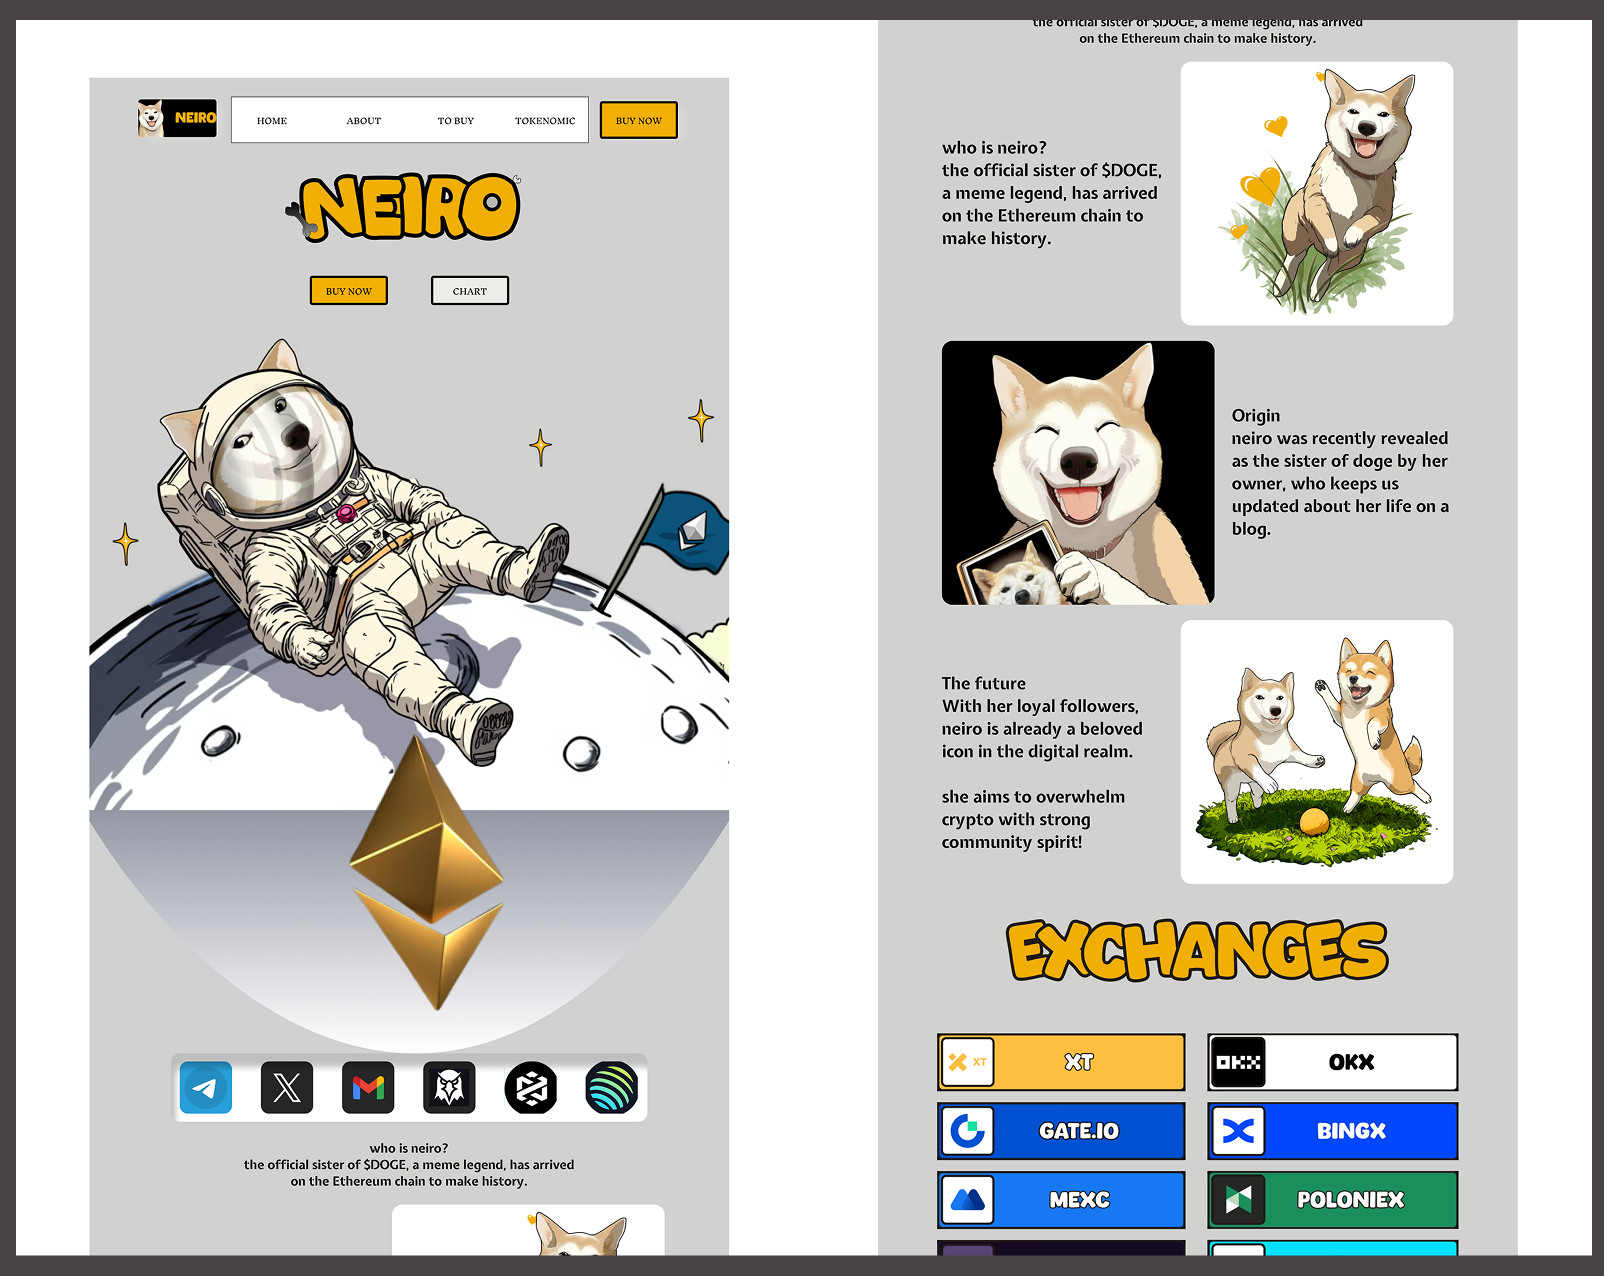 NEIRO
HOME
ABOUT
TO BUY
TOKENOMIC
BUY NOW
NEIRO
BUY NOW
CHART
who is neiro?
the official sister of $DOGE, a meme legend, has arrived
on the Ethereum chain to make history.
the official sister of $DOGE, a meme legend, has arrived
on the Ethereum chain to make history.
who is neiro?
the official sister of $DOGE,
a meme legend, has arrived
on the Ethereum chain to
make history.
Origin
neiro was recently revealed
as the sister of doge by her
owner, who keeps us
updated about her life on a
blog.
The future
With her loyal followers,
neiro is already a beloved
icon in the digital realm.
she aims to overwhelm
crypto with strong
community spirit!
EXCHANGES
XT
XT
OKX
OKX
GATE.IO
BINGX
MEXC
POLONIEX